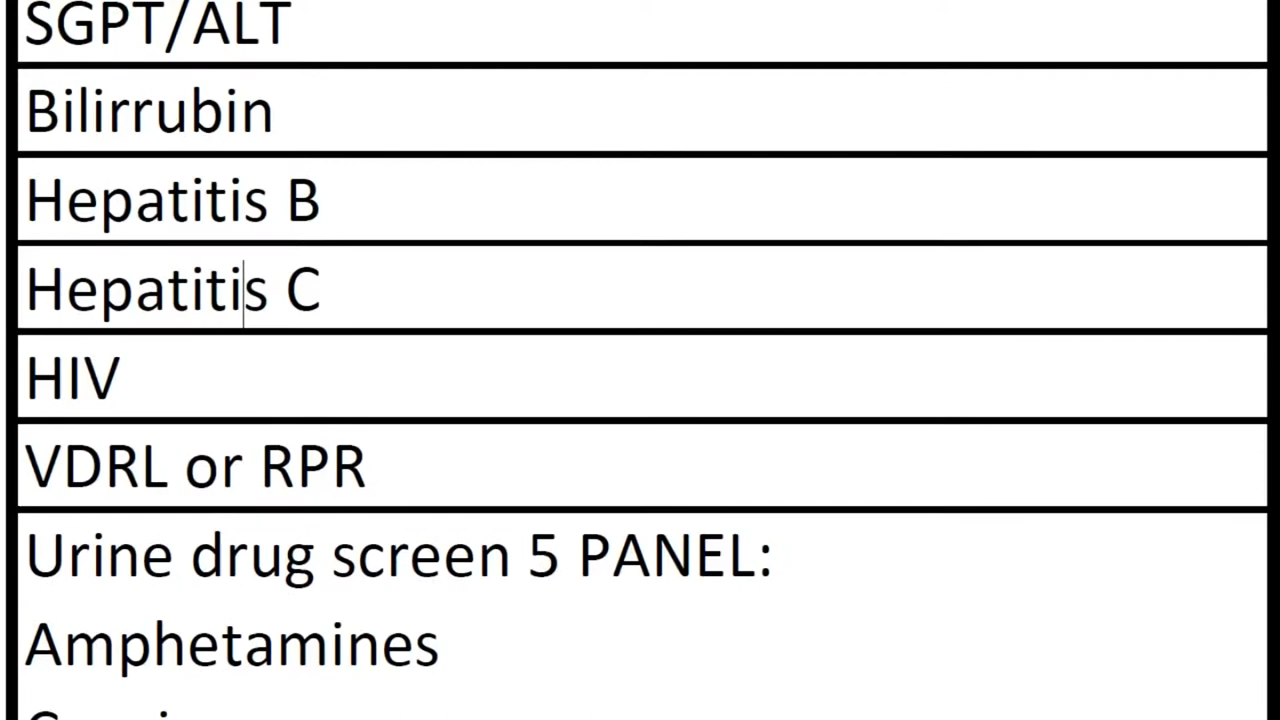 SGPT/ALT
Bilirrubin
Hepatitis B
Hepatitis C
HIV
VDRL or RPR
Urine drug screen 5 PANEL:
Amphetamines